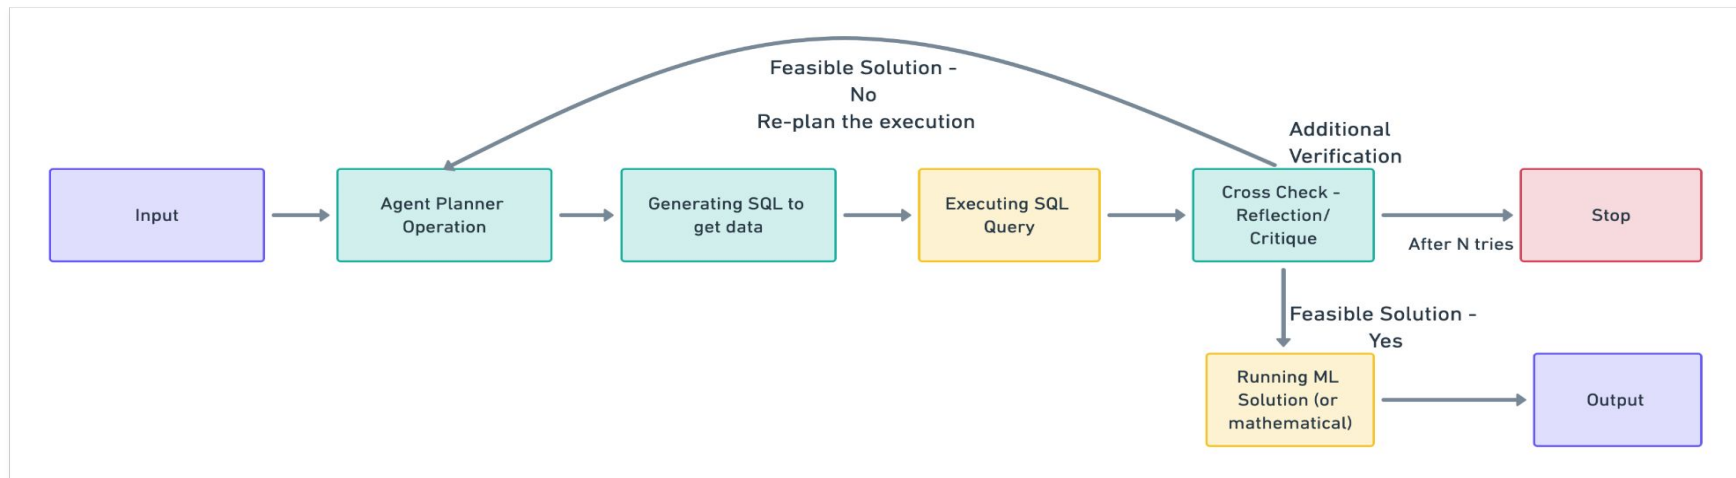 Feasible Solution -
No
Re-plan the execution
Additional
Verification
Input
Agent Planner
Operation
Generating SQL to
get data
Executing SQL
Query
Cross Check -
Reflection/
Critique
After N tries
Stop
Feasible Solution -
Yes
Running ML
Solution (or
mathematical)
Output